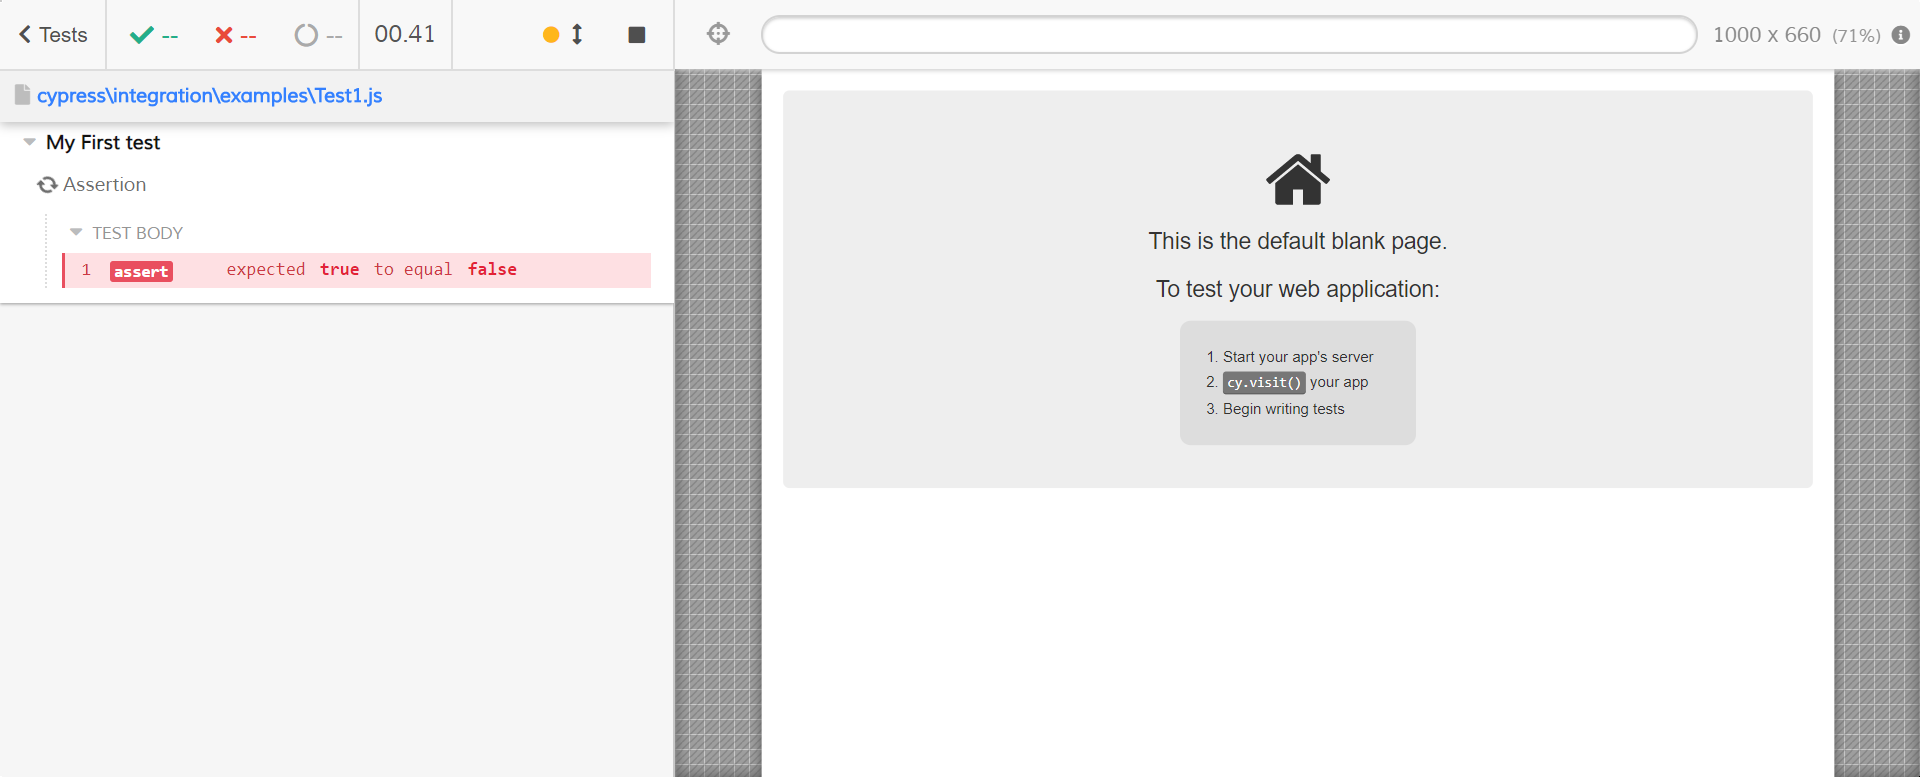 Tests -- -- -- 00.41
1000 x 660 (71%)
cypress\integration\examples\Test1.js
My First test
Assertion
TEST BODY
1 assert expected true to equal false
This is the default blank page.
To test your web application:
1. Start your app's server
2. cy.visit() your app
3. Begin writing tests